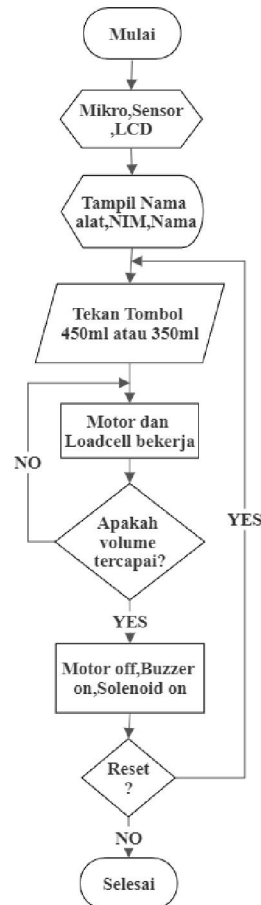 Mulai
Mikro,Sensor
,LCD
Tampil Nama
alat,NIM,Nama
Tekan Tombol
450ml atau 350ml
Motor dan
Loadcell bekerja
NO
Apakah
volume
tercapai?
YES
YES
Motor off,Buzzer
on,Solenoid on
Reset
?
NO
Selesai